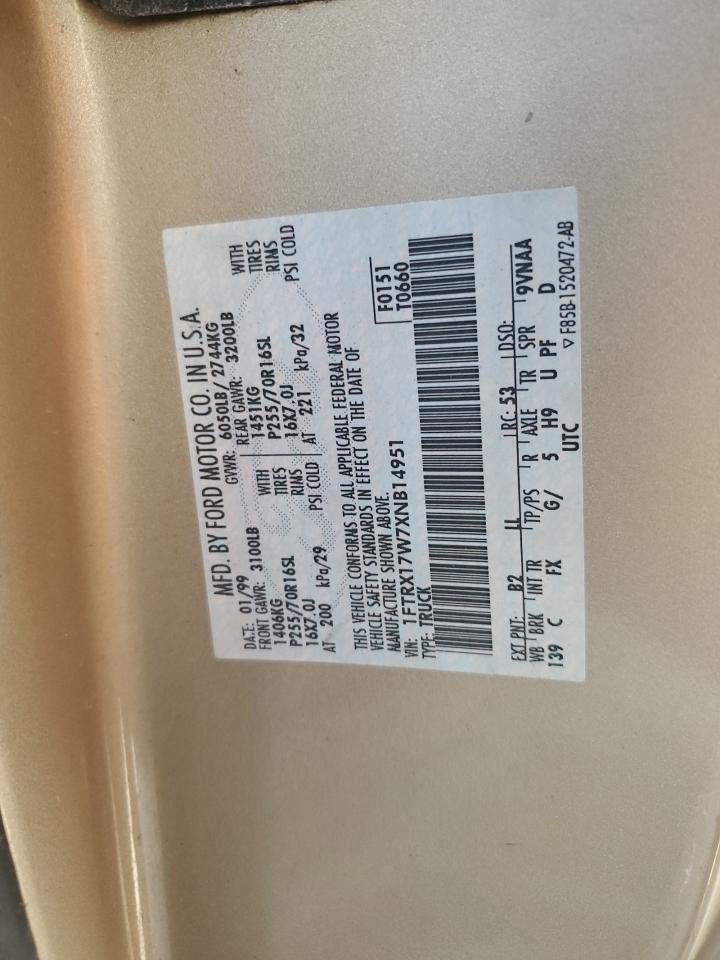 MFD. BY FORD MOTOR CO. IN U.S.A.
DATE: 01/99 GVWR: 6050LB/ 2744KG
FRONT GAWR: 3100LB REAR GAWR: 3200LB
1406KG WITH 1451KG WITH
P255/70R16SL TIRES P255/70R16SL TIRES
16X7.0J RIMS 16X7.0J RIMS
AT 200 kPa/29 PSI COLD AT 221 kPa/32 PSI COLD
THIS VEHICLE CONFORMS TO ALL APPLICABLE FEDERAL MOTOR
VEHICLE SAFETY STANDARDS IN EFFECT ON THE DATE OF
MANUFACTURE SHOWN ABOVE.
VIN: 1FTRX17W7XNB14951
TYPE: TRUCK
F0151
T0660
EXT PNT: B2 LL RC: 53 DSO:
WB BRK INT TR TP/PS R AXLE TR SPR 9VNAA
139 C FX G/ 5 H9 U PF D
UTC ▽ F85B-1520472-AB